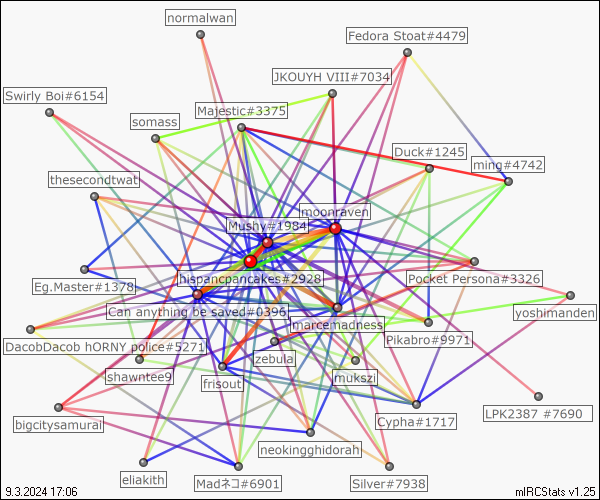 normalwan
Fedora Stoat#4479
JKOUYH VIII#7034
Swirly Boi#6154
Majestic#3375
somass
Duck#1245
ming#4742
thesecondtwat
moonraven
Mushy#1984
hispancpancakes#2928
Pocket Persona#3326
Eg.Master#1378
Can anything be saved#0396
yoshimanden
marcemadness
Pikabro#9971
DacobDacob hORNY police#5271
zebula
shawntee9
mukszi
frisout
LPK2387 #7690
bigcitysamurai
Cypha#1717
neokingghidorah
eliakith
Madネコ#6901
Silver#7938
9.3.2024 17:06
mIRCStats v1.25